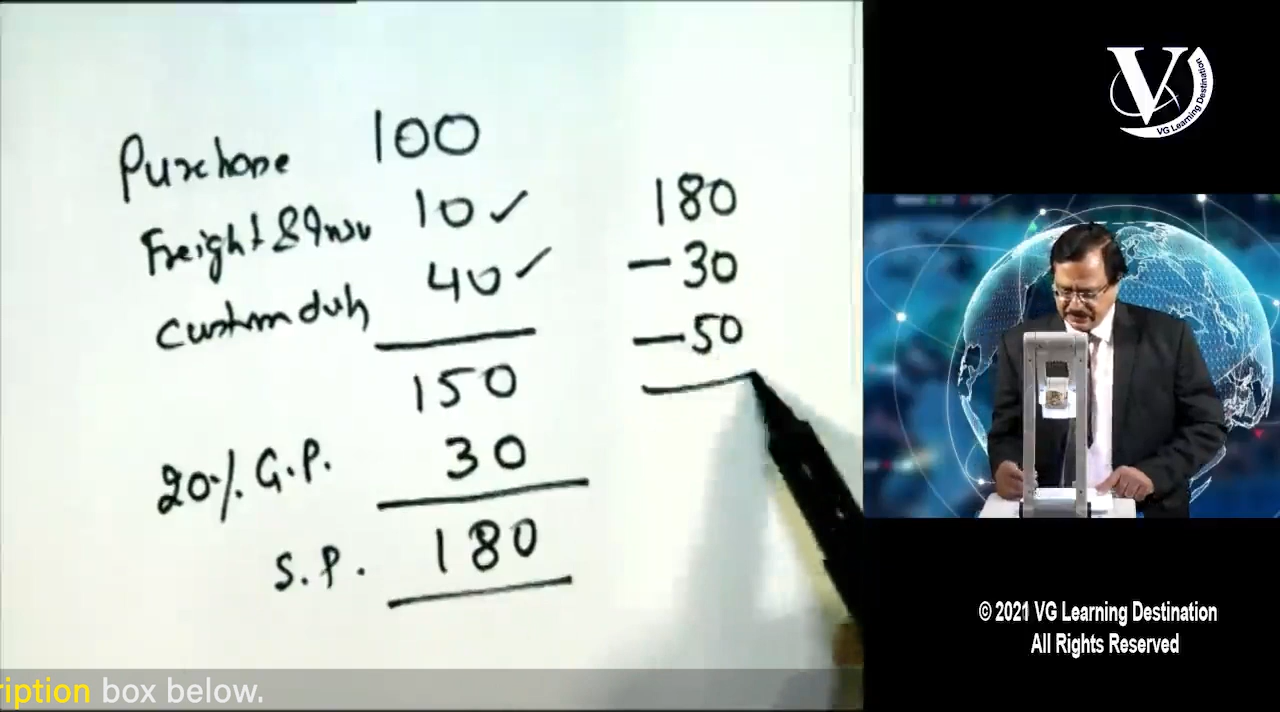 Purchase 100
Freight & Insu 10 ✓
Custom duty 40 ✓
150
20% G.P. 30
S.P. 180
180
- 30
- 50
V
VG Learning Destination
© 2021 VG Learning Destination
All Rights Reserved
ription box below.